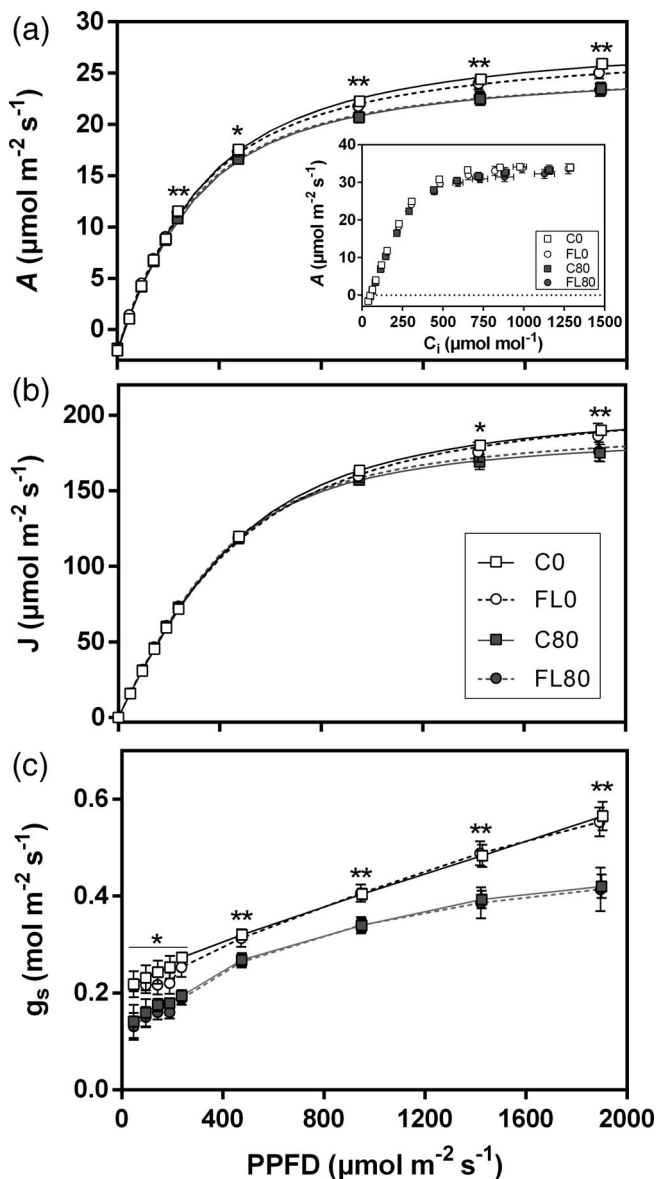 (a)
30
25
20
15
10
5
0
A (µmol m⁻² s⁻¹)
**
*
**
**
**
40
30
20
10
0
A (µmol m⁻² s⁻¹)
0 250 500 750 1000 1250 1500
Cᵢ (µmol mol⁻¹)
C0
FL0
C80
FL80
(b)
200
150
100
50
0
J (µmol m⁻² s⁻¹)
*
**
C0
FL0
C80
FL80
(c)
0.6
0.4
0.2
0.0
gₛ (mol m⁻² s⁻¹)
*
**
**
**
**
0 400 800 1200 1600 2000
PPFD (µmol m⁻² s⁻¹)